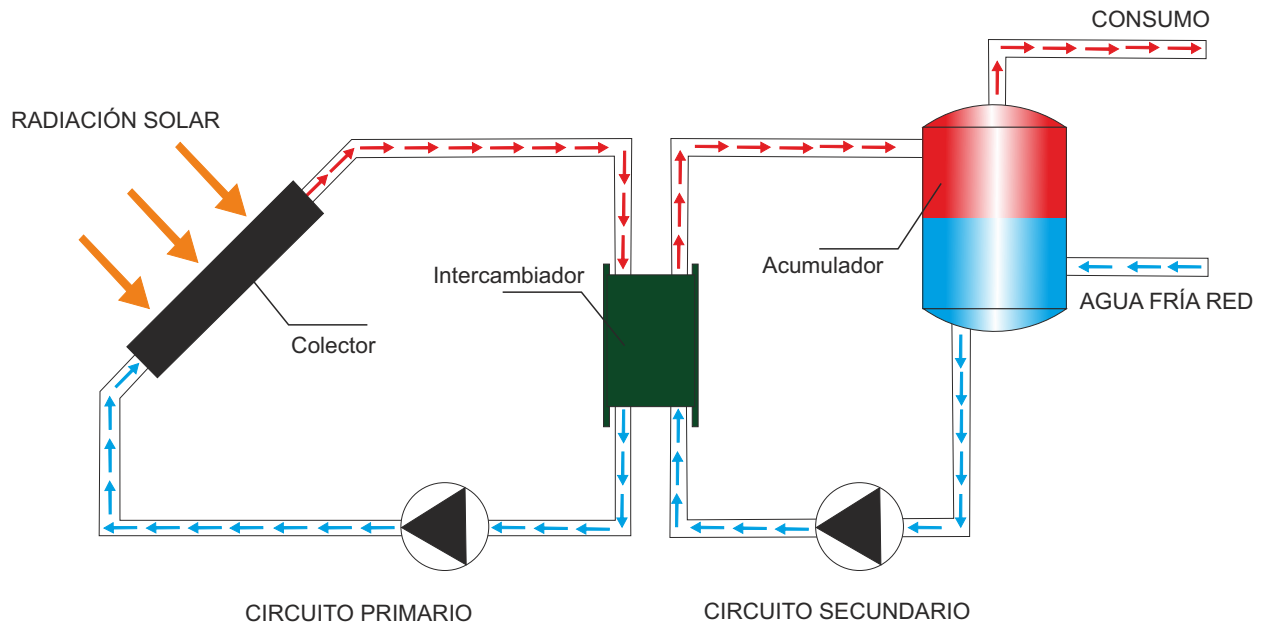 CONSUMO
RADIACIÓN SOLAR
Intercambiador
Acumulador
AGUA FRÍA RED
Colector
CIRCUITO PRIMARIO
CIRCUITO SECUNDARIO